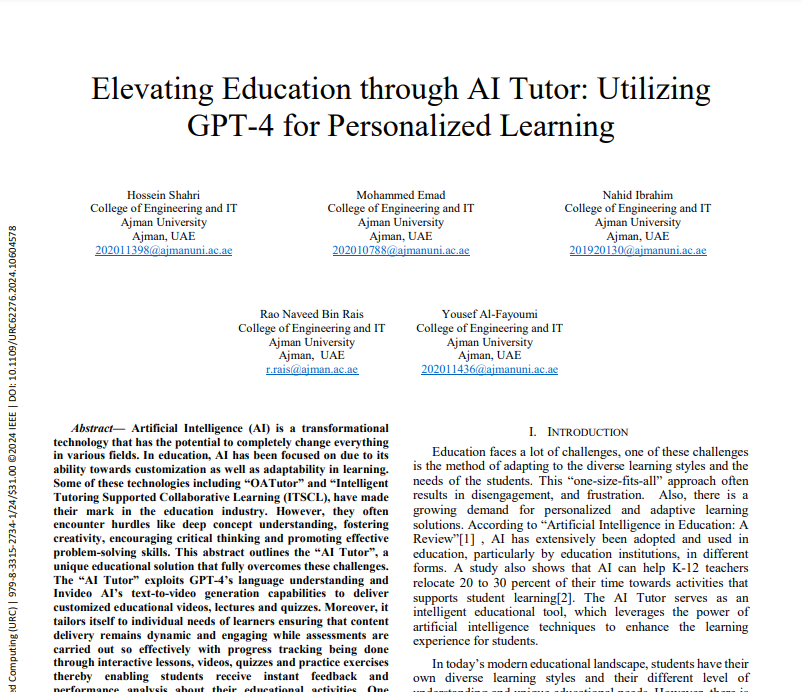 Elevating Education through AI Tutor: Utilizing
GPT-4 for Personalized Learning
Hossein Shahri
College of Engineering and IT
Ajman University
Ajman, UAE
202011398@ajmanuni.ac.ae
Mohammed Emad
College of Engineering and IT
Ajman University
Ajman, UAE
202010788@ajmanuni.ac.ae
Nahid Ibrahim
College of Engineering and IT
Ajman University
Ajman, UAE
201920130@ajmanuni.ac.ae
Rao Naveed Bin Rais
College of Engineering and IT
Ajman University
Ajman, UAE
r.rais@ajman.ac.ae
Yousef Al-Fayoumi
College of Engineering and IT
Ajman University
Ajman, UAE
202011436@ajmanuni.ac.ae
ed Computing (URC) | 979-8-3315-2734-1/24/$31.00 ©2024 IEEE | DOI: 10.1109/URC62276.2024.10604578
Abstract— Artificial Intelligence (AI) is a transformational
technology that has the potential to completely change everything
in various fields. In education, AI has been focused on due to its
ability towards customization as well as adaptability in learning.
Some of these technologies including “OATutor” and “Intelligent
Tutoring Supported Collaborative Learning (ITSCL), have made
their mark in the education industry. However, they often
encounter hurdles like deep concept understanding, fostering
creativity, encouraging critical thinking and promoting effective
problem-solving skills. This abstract outlines the “AI Tutor”, a
unique educational solution that fully overcomes these challenges.
The “AI Tutor” exploits GPT-4’s language understanding and
Invideo AI’s text-to-video generation capabilities to deliver
customized educational videos, lectures and quizzes. Moreover, it
tailors itself to individual needs of learners ensuring that content
delivery remains dynamic and engaging while assessments are
carried out so effectively with progress tracking being done
through interactive lessons, videos, quizzes and practice exercises
thereby enabling students receive instant feedback and
performance analysis about their educational activities. One
I. INTRODUCTION
Education faces a lot of challenges, one of these challenges
is the method of adapting to the diverse learning styles and the
needs of the students. This “one-size-fits-all” approach often
results in disengagement, and frustration. Also, there is a
growing demand for personalized and adaptive learning
solutions. According to “Artificial Intelligence in Education: A
Review”[1] , AI has extensively been adopted and used in
education, particularly by education institutions, in different
forms. A study also shows that AI can help K-12 teachers
relocate 20 to 30 percent of their time towards activities that
supports student learning[2]. The AI Tutor serves as an
intelligent educational tool, which leverages the power of
artificial intelligence techniques to enhance the learning
experience for students.
In today’s modern educational landscape, students have their
own diverse learning styles and their different level of